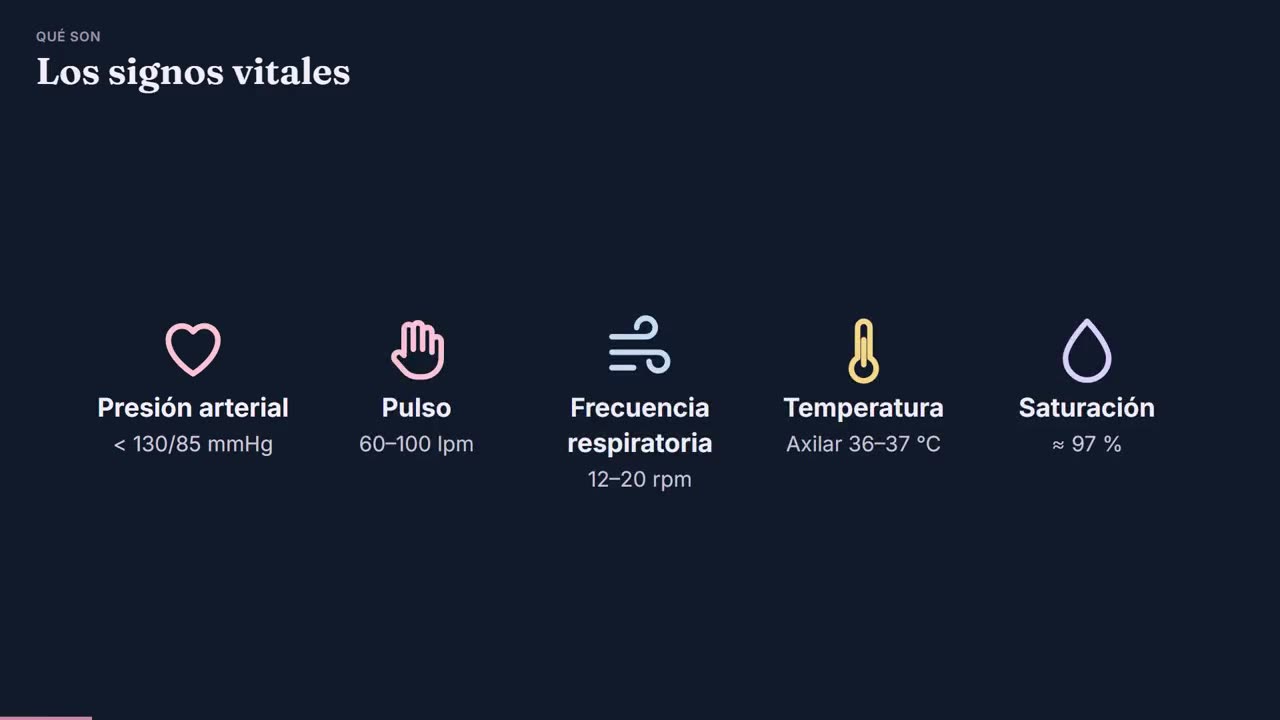 QUÉ SON
Los signos vitales
Presión arterial
< 130/85 mmHg
Pulso
60–100 lpm
Frecuencia
respiratoria
12–20 rpm
Temperatura
Axilar 36–37 °C
Saturación
≈ 97 %